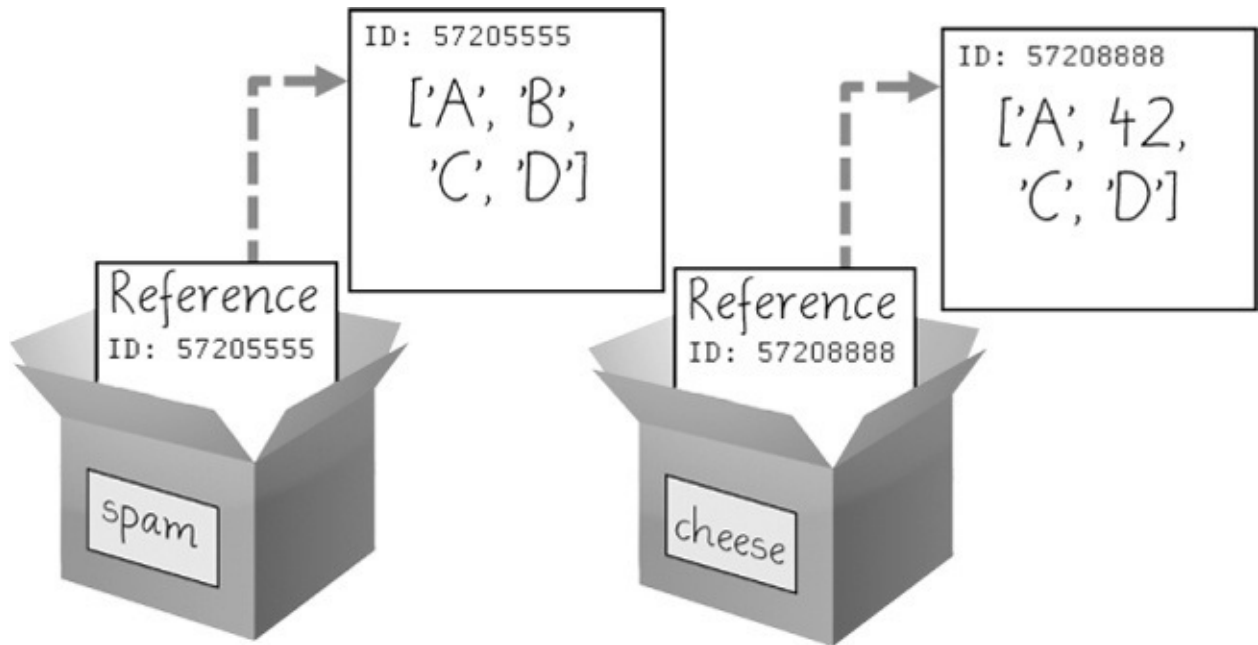 ID: 57205555
['A', 'B',
'C', 'D']
Reference
ID: 57205555
spam
ID: 57208888
['A', 42,
'C', 'D']
Reference
ID: 57208888
cheese